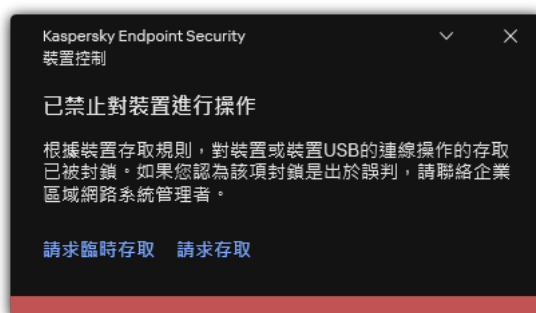 Kaspersky Endpoint Security
裝置控制
已禁止對裝置進行操作
根據裝置存取規則，對裝置或裝置USB的連線操作的存取
已被封鎖。如果您認為該項封鎖是出於誤判，請聯絡企業
區域網路系統管理者。
請求臨時存取 請求存取